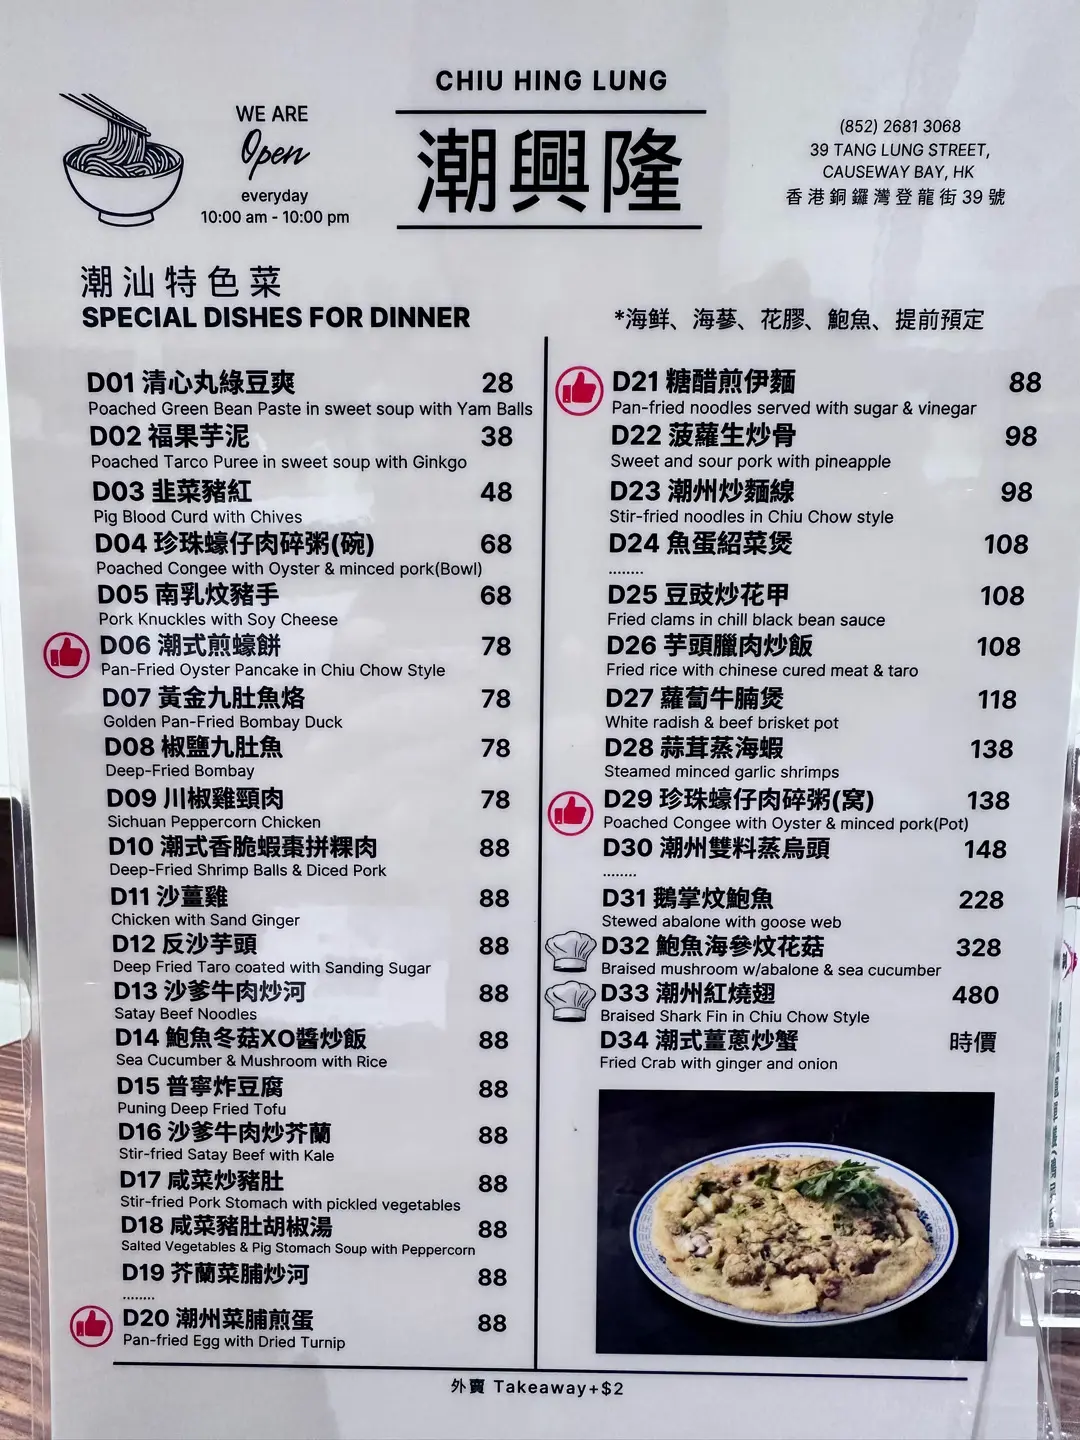 CHIU HING LUNG
潮興隆
WE ARE
Open
everyday
10:00 am - 10:00 pm
(852) 2681 3068
39 TANG LUNG STREET,
CAUSEWAY BAY, HK
香港銅鑼灣登龍街39號
潮汕特色菜
SPECIAL DISHES FOR DINNER
*海鮮、海蔘、花膠、鮑魚、提前預定
D01 清心丸綠豆爽 28
Poached Green Bean Paste in sweet soup with Yam Balls
D02 福果芋泥 38
Poached Tarco Puree in sweet soup with Ginkgo
D03 韭菜豬紅 48
Pig Blood Curd with Chives
D04 珍珠蠔仔肉碎粥(碗) 68
Poached Congee with Oyster & minced pork(Bowl)
D05 南乳炆豬手 68
Pork Knuckles with Soy Cheese
D06 潮式煎蠔餅 78
Pan-Fried Oyster Pancake in Chiu Chow Style
D07 黃金九肚魚烙 78
Golden Pan-Fried Bombay Duck
D08 椒鹽九肚魚 78
Deep-Fried Bombay
D09 川椒雞頸肉 78
Sichuan Peppercorn Chicken
D10 潮式香脆蝦棗拼粿肉 88
Deep-Fried Shrimp Balls & Diced Pork
D11 沙薑雞 88
Chicken with Sand Ginger
D12 反沙芋頭 88
Deep Fried Taro coated with Sanding Sugar
D13 沙爹牛肉炒河 88
Satay Beef Noodles
D14 鮑魚冬菇XO醬炒飯 88
Sea Cucumber & Mushroom with Rice
D15 普寧炸豆腐 88
Puning Deep Fried Tofu
D16 沙爹牛肉炒芥蘭 88
Stir-fried Satay Beef with Kale
D17 咸菜炒豬肚 88
Stir-fried Pork Stomach with pickled vegetables
D18 咸菜豬肚胡椒湯 88
Salted Vegetables & Pig Stomach Soup with Peppercorn
D19 芥蘭菜脯炒河 88
........
D20 潮州菜脯煎蛋 88
Pan-fried Egg with Dried Turnip
D21 糖醋煎伊麵 88
Pan-fried noodles served with sugar & vinegar
D22 菠蘿生炒骨 98
Sweet and sour pork with pineapple
D23 潮州炒麵線 98
Stir-fried noodles in Chiu Chow style
D24 魚蛋紹菜煲 108
........
D25 豆豉炒花甲 108
Fried clams in chill black bean sauce
D26 芋頭臘肉炒飯 108
Fried rice with chinese cured meat & taro
D27 蘿蔔牛腩煲 118
White radish & beef brisket pot
D28 蒜茸蒸海蝦 138
Steamed minced garlic shrimps
D29 珍珠蠔仔肉碎粥(窩) 138
Poached Congee with Oyster & minced pork(Pot)
D30 潮州雙料蒸烏頭 148
........
D31 鵝掌炆鮑魚 228
Stewed abalone with goose web
D32 鮑魚海參炆花菇 328
Braised mushroom w/abalone & sea cucumber
D33 潮州紅燒翅 480
Braised Shark Fin in Chiu Chow Style
D34 潮式薑蔥炒蟹 時價
Fried Crab with ginger and onion
外賣 Takeaway+$2